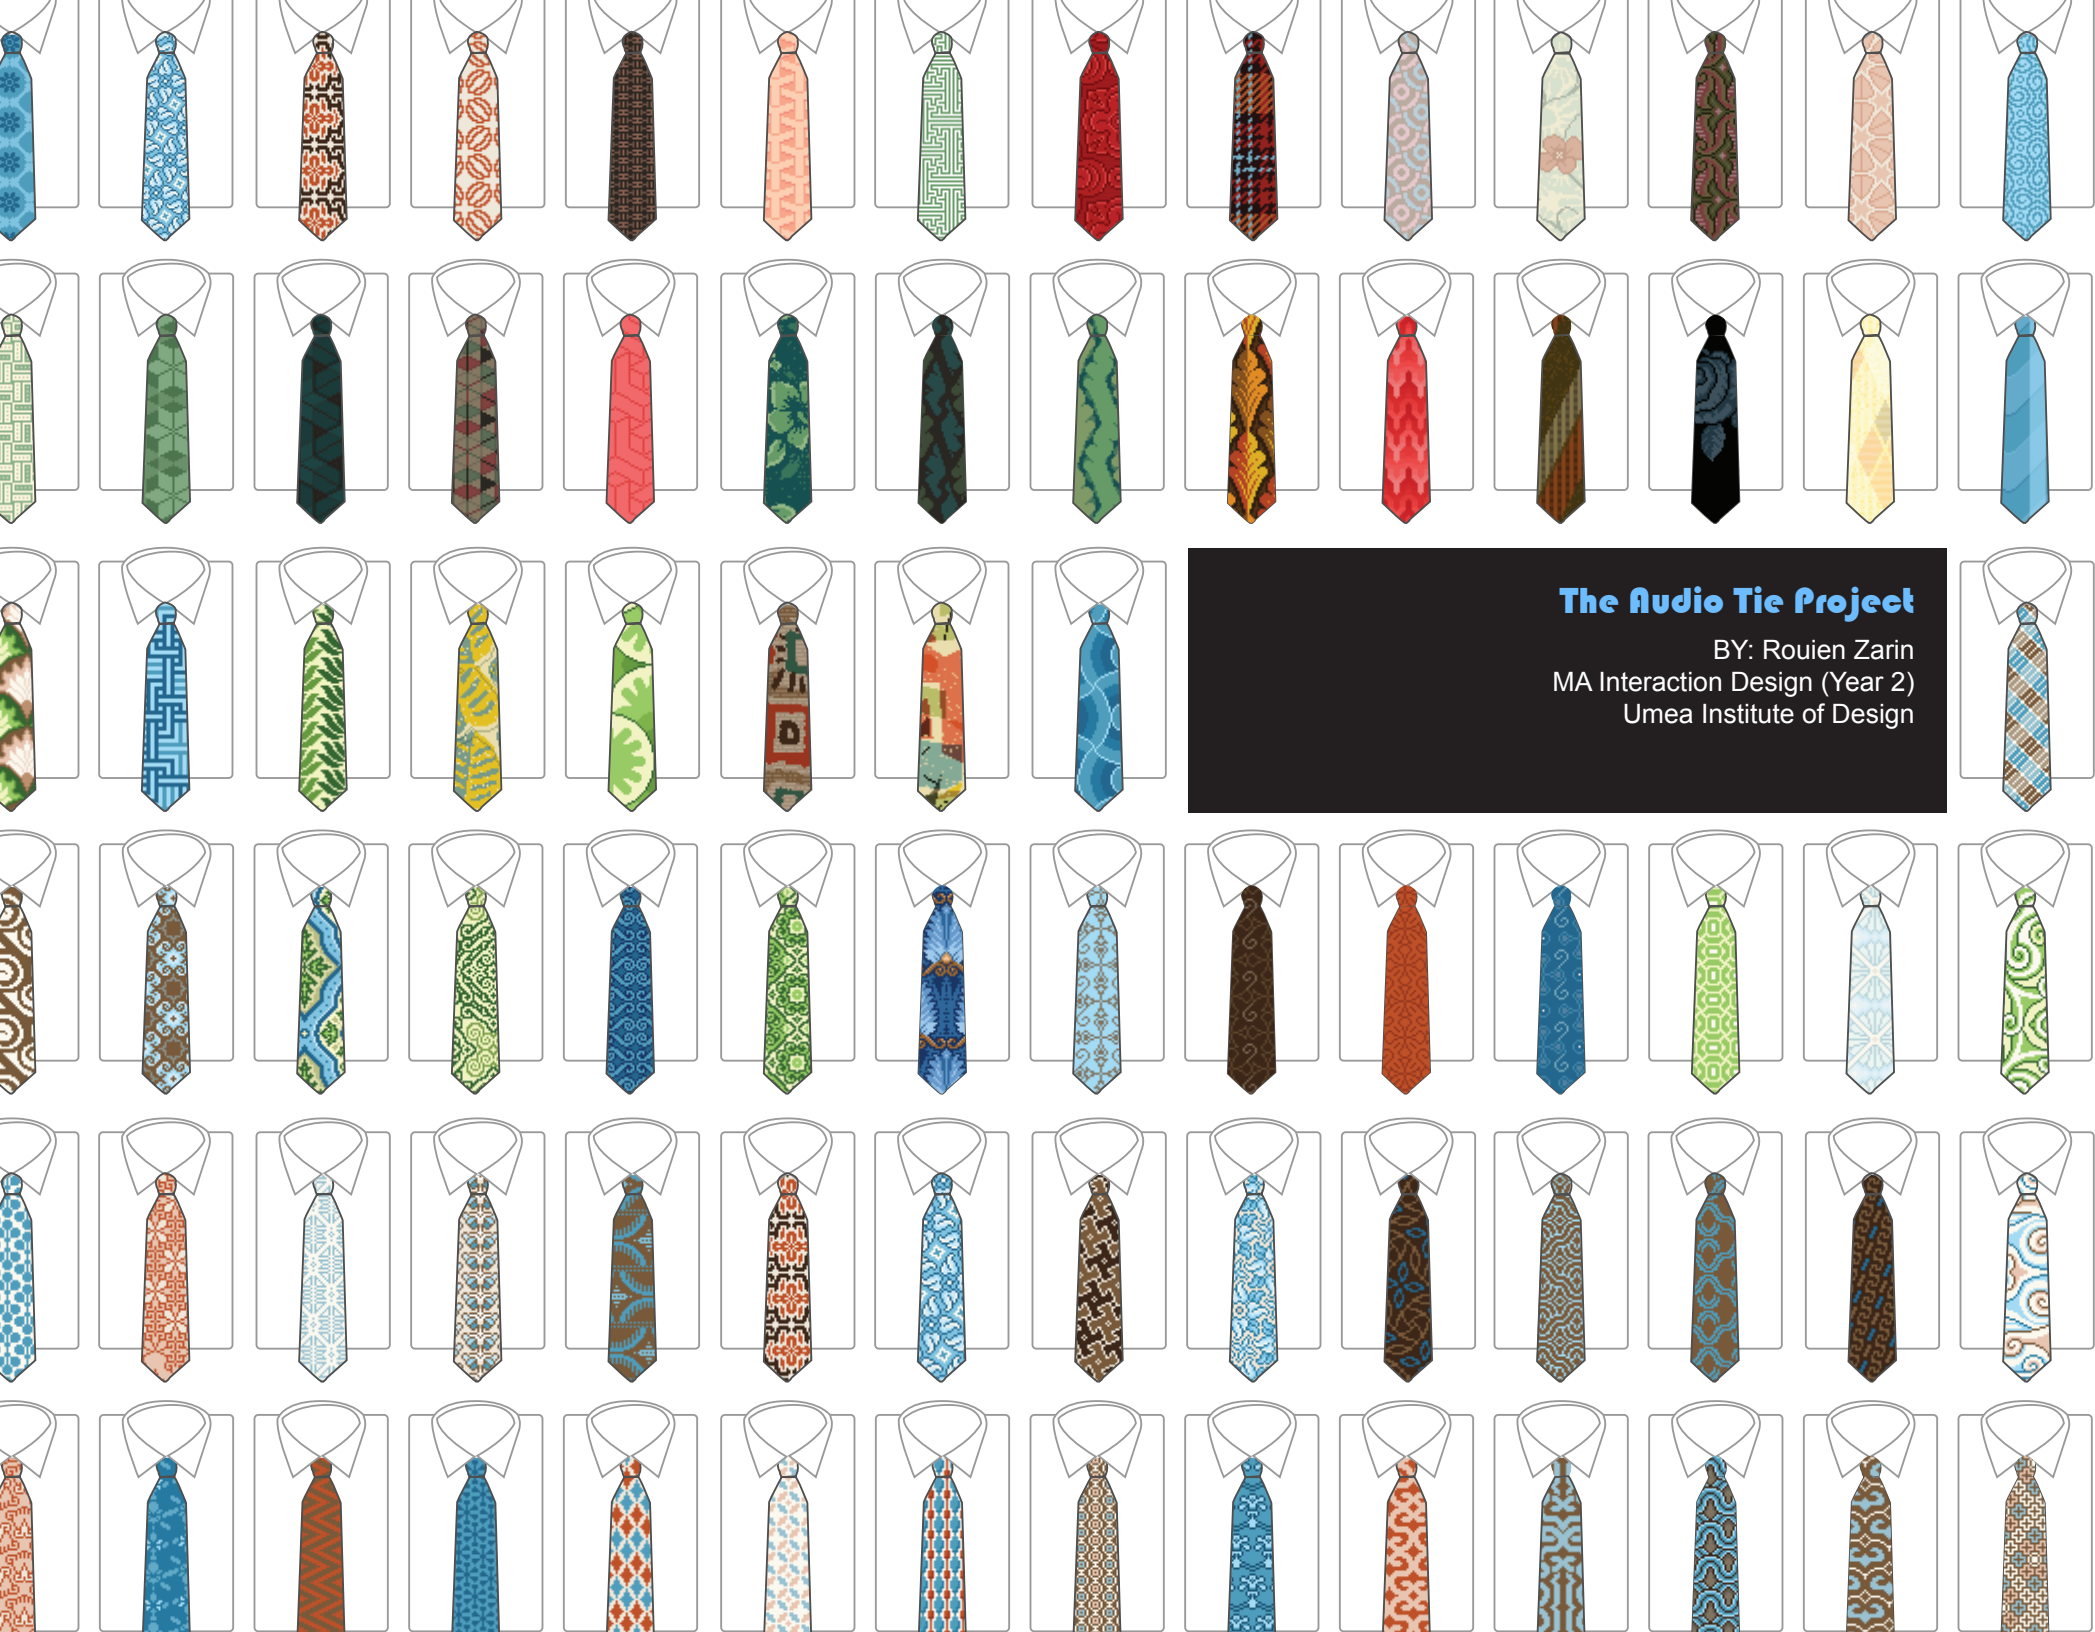 The Audio Tie Project
BY: Rouien Zarin
MA Interaction Design (Year 2)
Umea Institute of Design